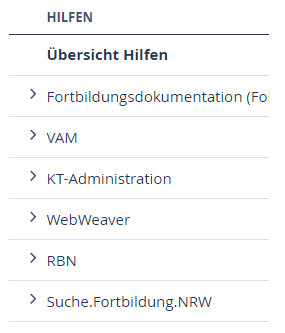 HILFEN
Übersicht Hilfen
Fortbildungsdokumentation (Fo
VAM
KT-Administration
WebWeaver
RBN
Suche.Fortbildung.NRW